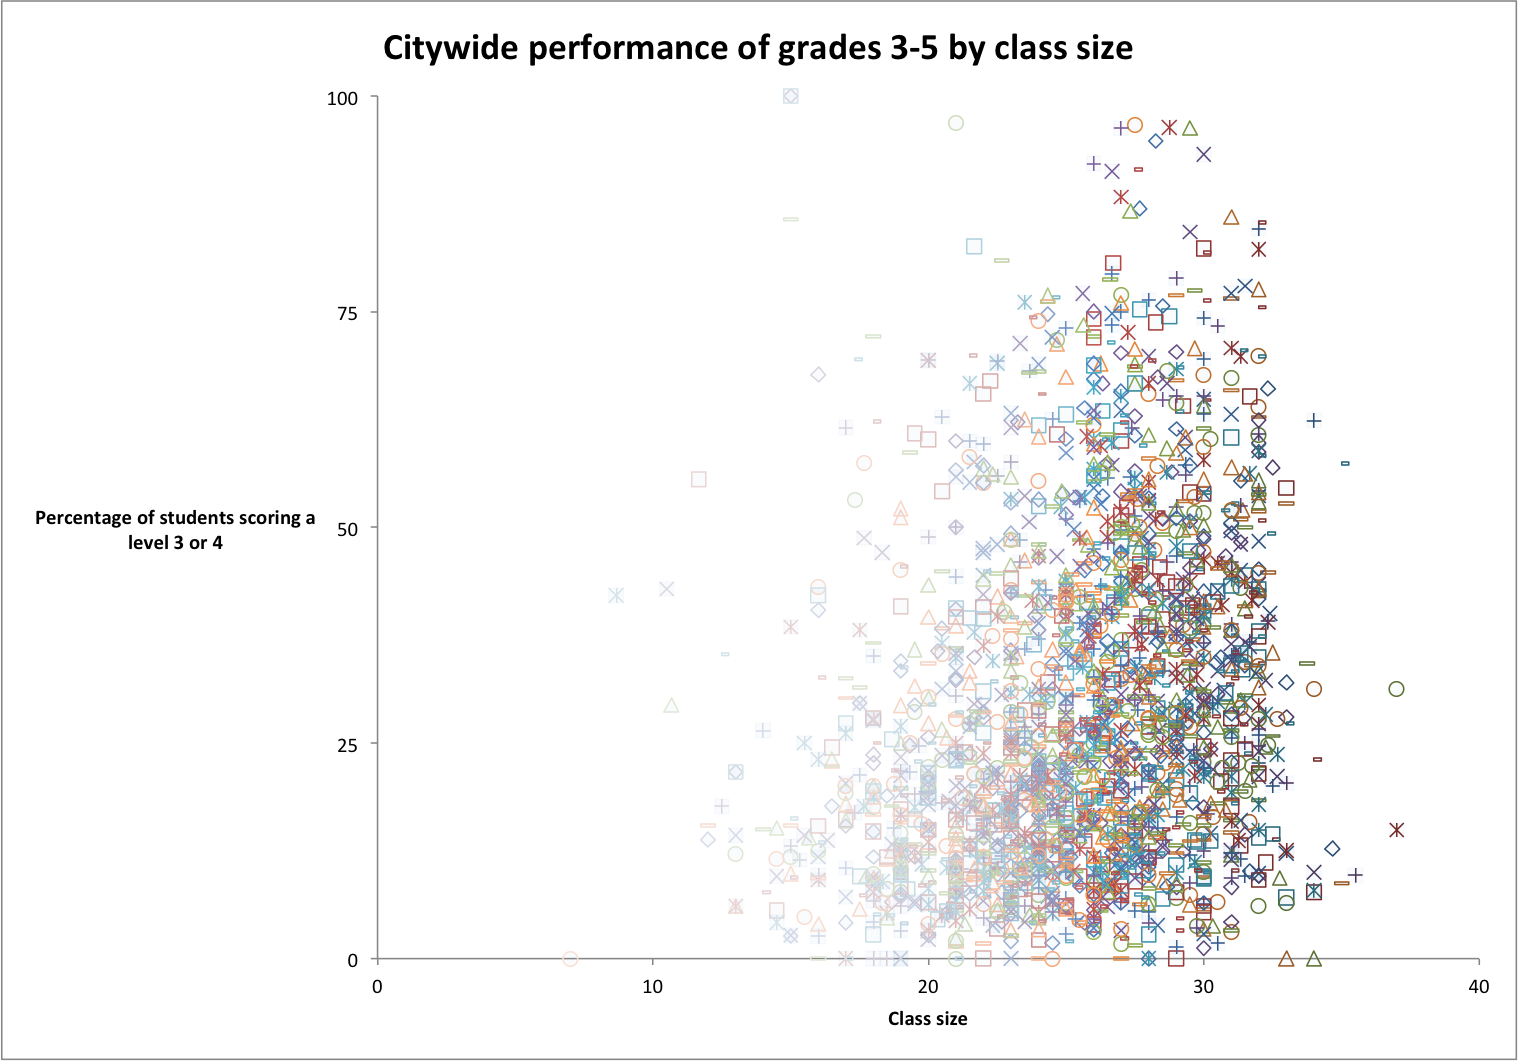 Citywide performance of grades 3-5 by class size
100
75
Percentage of students scoring a
level 3 or 4
50
25
0
0 10 20 30 40
Class size